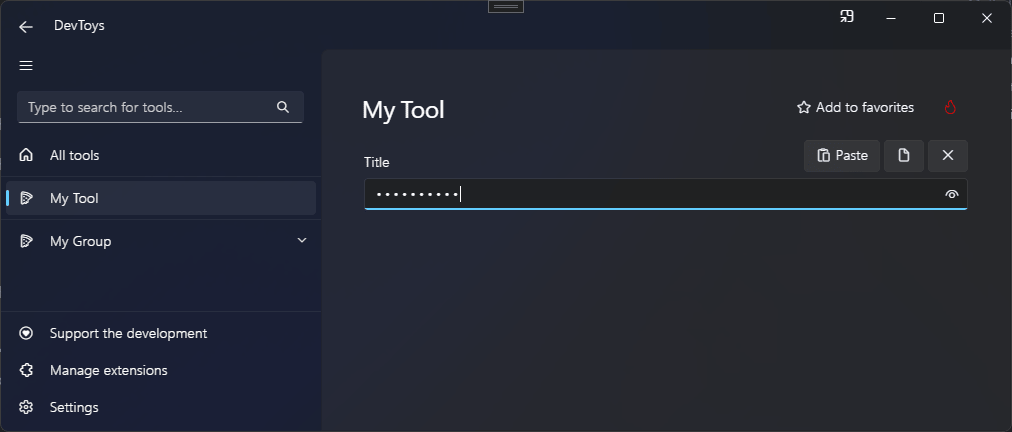 DevToys
Type to search for tools...
All tools
My Tool
My Group
Support the development
Manage extensions
Settings
My Tool
Add to favorites
Title
Paste
••••••••••